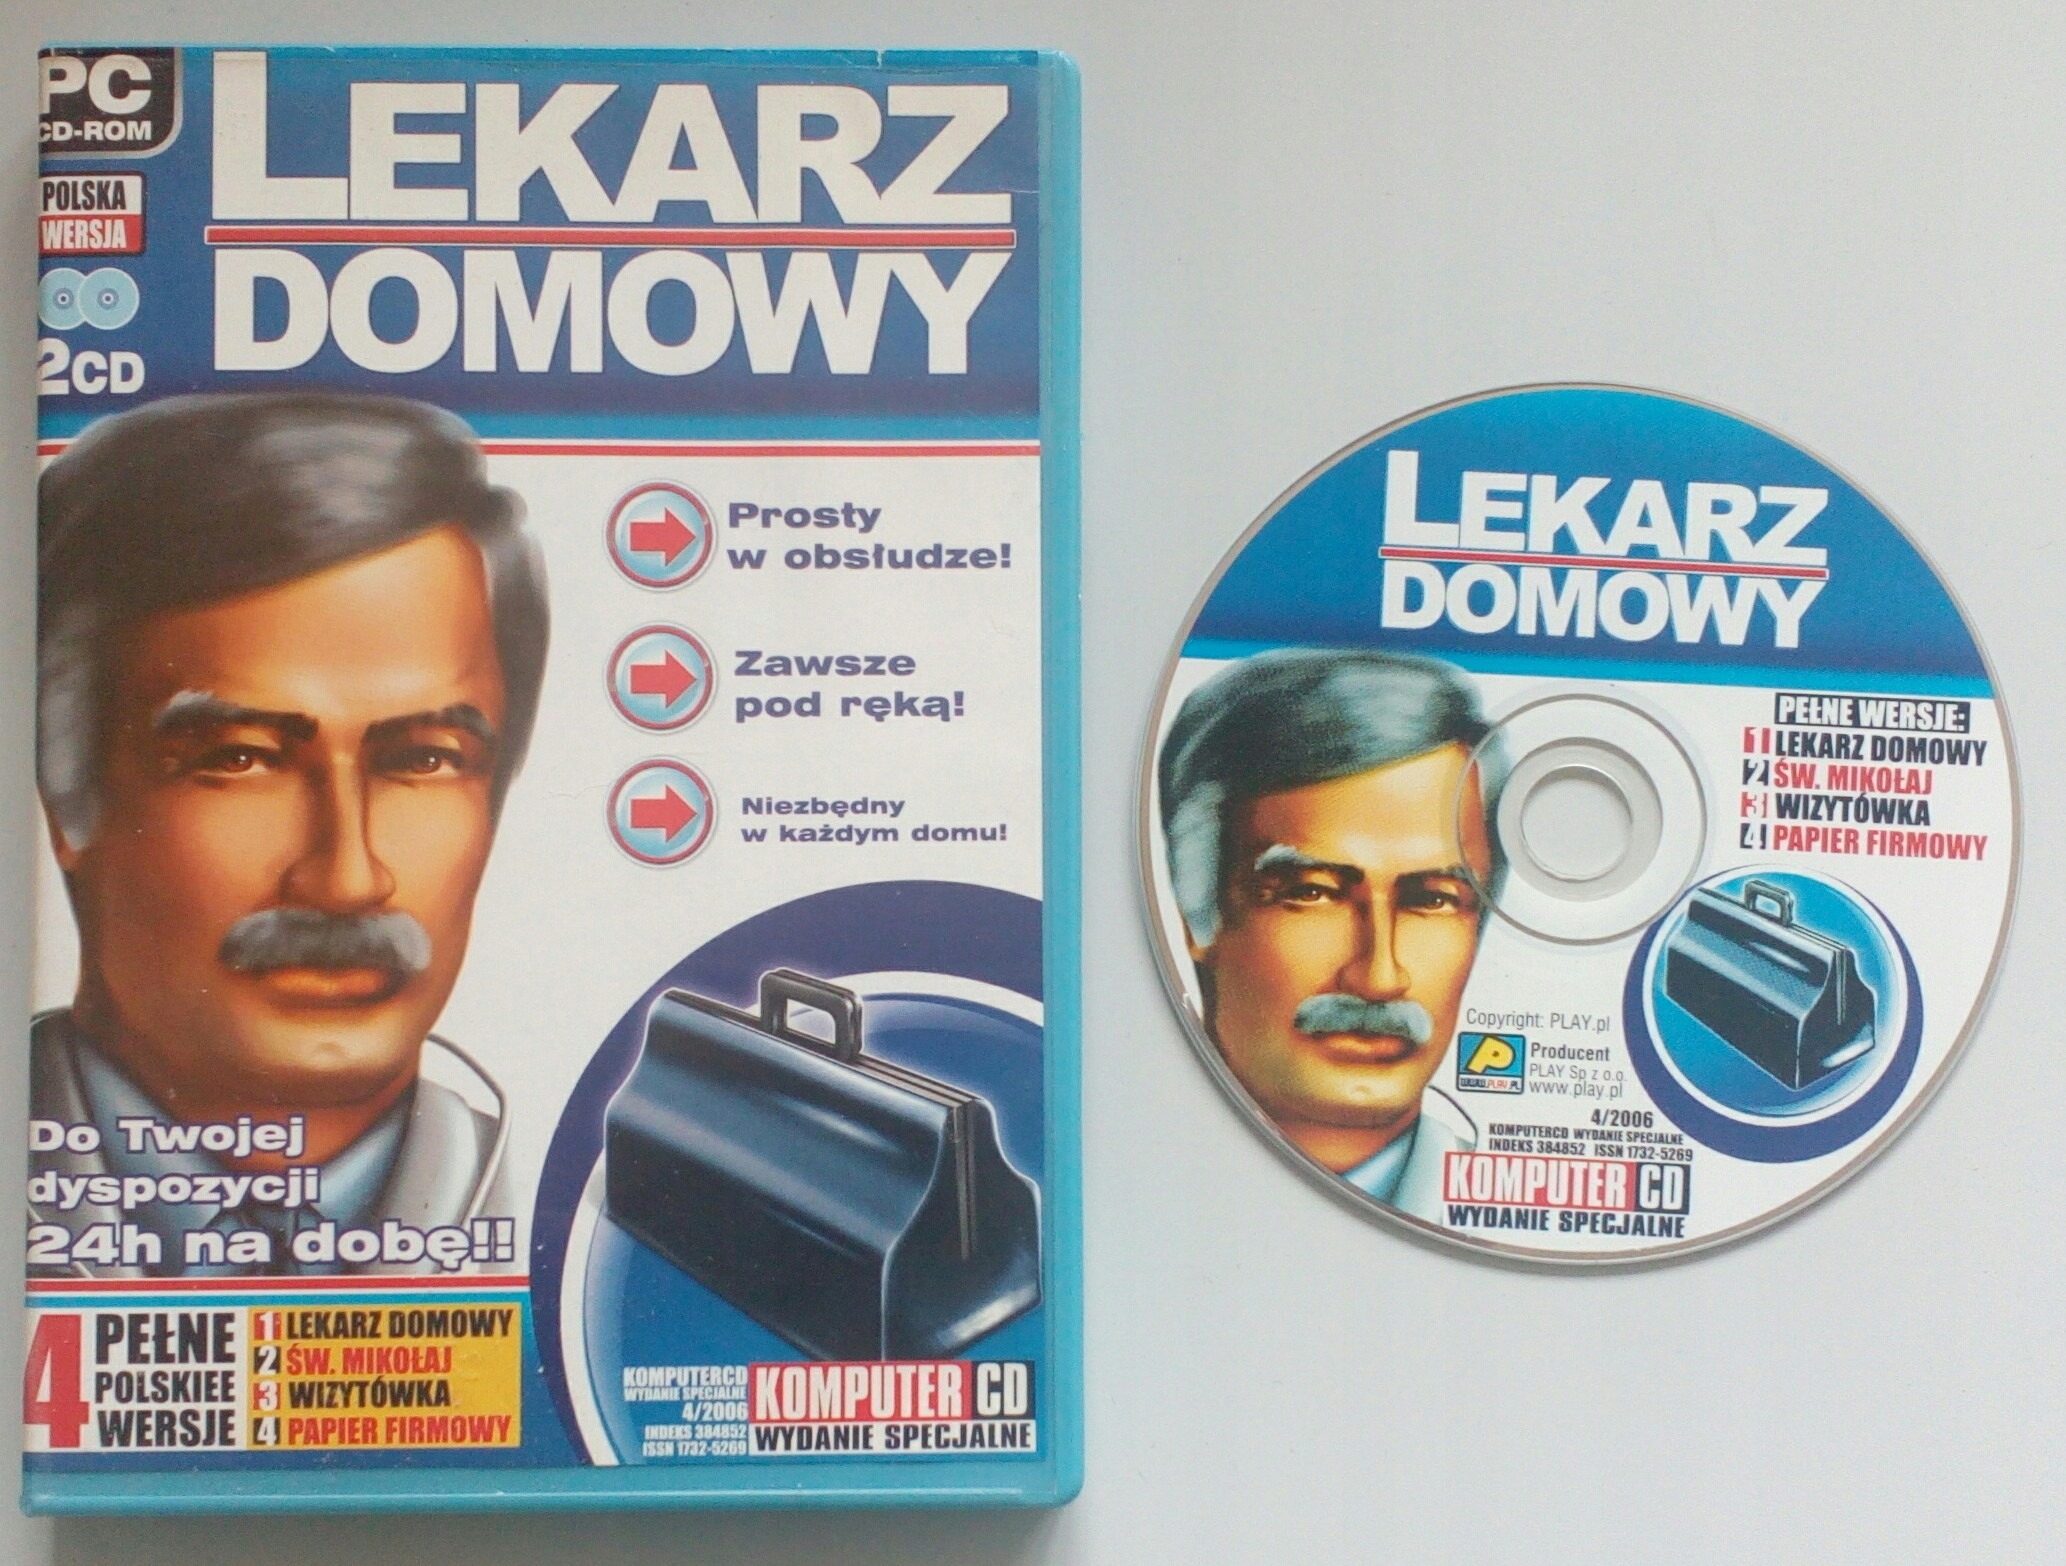 PC
CD-ROM
POLSKA
WERSJA
2CD
LEKARZ
DOMOWY
Prosty
w obsłudze!
Zawsze
pod ręką!
Niezbędny
w każdym domu!
Do Twojej
dyspozycji
24h na dobę!!
4 PEŁNE
POLSKIEE
WERSJE
1 LEKARZ DOMOWY
2 ŚW. MIKOŁAJ
3 WIZYTÓWKA
4 PAPIER FIRMOWY
KOMPUTERCD
WYDANIE SPECJALNE
4/2006
INDEKS 384852
ISSN 1732-5269
KOMPUTER CD
WYDANIE SPECJALNE
LEKARZ
DOMOWY
PEŁNE WERSJE:
1 LEKARZ DOMOWY
2 ŚW. MIKOŁAJ
3 WIZYTÓWKA
4 PAPIER FIRMOWY
Copyright: PLAY.pl
P
WWW.PLAY.PL
Producent
PLAY Sp z o.o.
www.play.pl
4/2006
KOMPUTERCD WYDANIE SPECJALNE
INDEKS 384852 ISSN 1732-5269
KOMPUTER CD
WYDANIE SPECJALNE